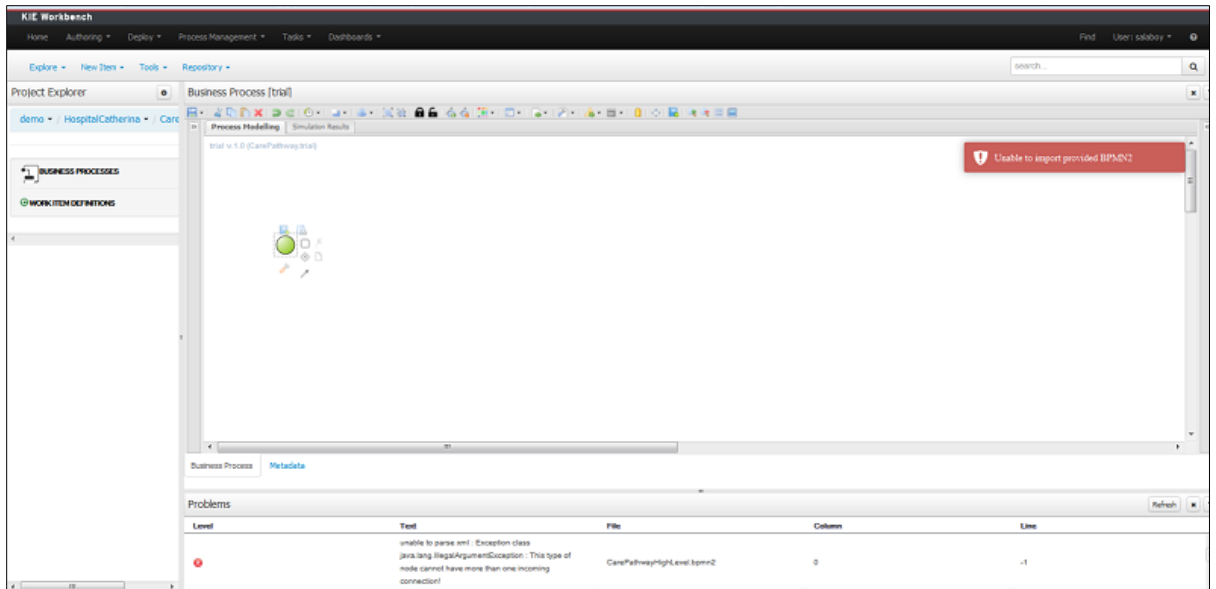 KIE Workbench
Home Authoring Deploy Process Management Tasks Dashboards Find User: salaboy
Explore New Item Tools Repository search...
Project Explorer Business Process [trial]
demo / HospitalCatherina / Care
Process Modelling Simulation Results
trial v.1.0 (CarePathway.trial)
Unable to import provided BPMN2
BUSINESS PROCESSES
WORK ITEM DEFINITIONS
Business Process Metadata
Problems Refresh
Level Text File Column Line
unable to parse xml : Exception class
java.lang.IllegalArgumentException : This type of
node cannot have more than one incoming
connection!
CarePathwayHighLevel.bpmn2 0 -1